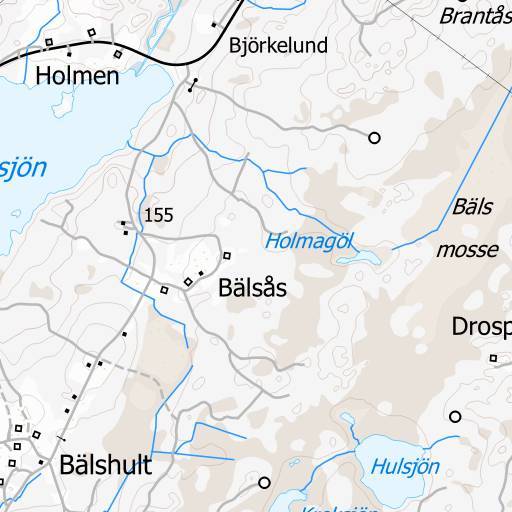 Brantås
Björkelund
Holmen
sjön
155
Bäls
mosse
Holmagöl
Bälsås
Drosp
Bälshult
Hulsjön